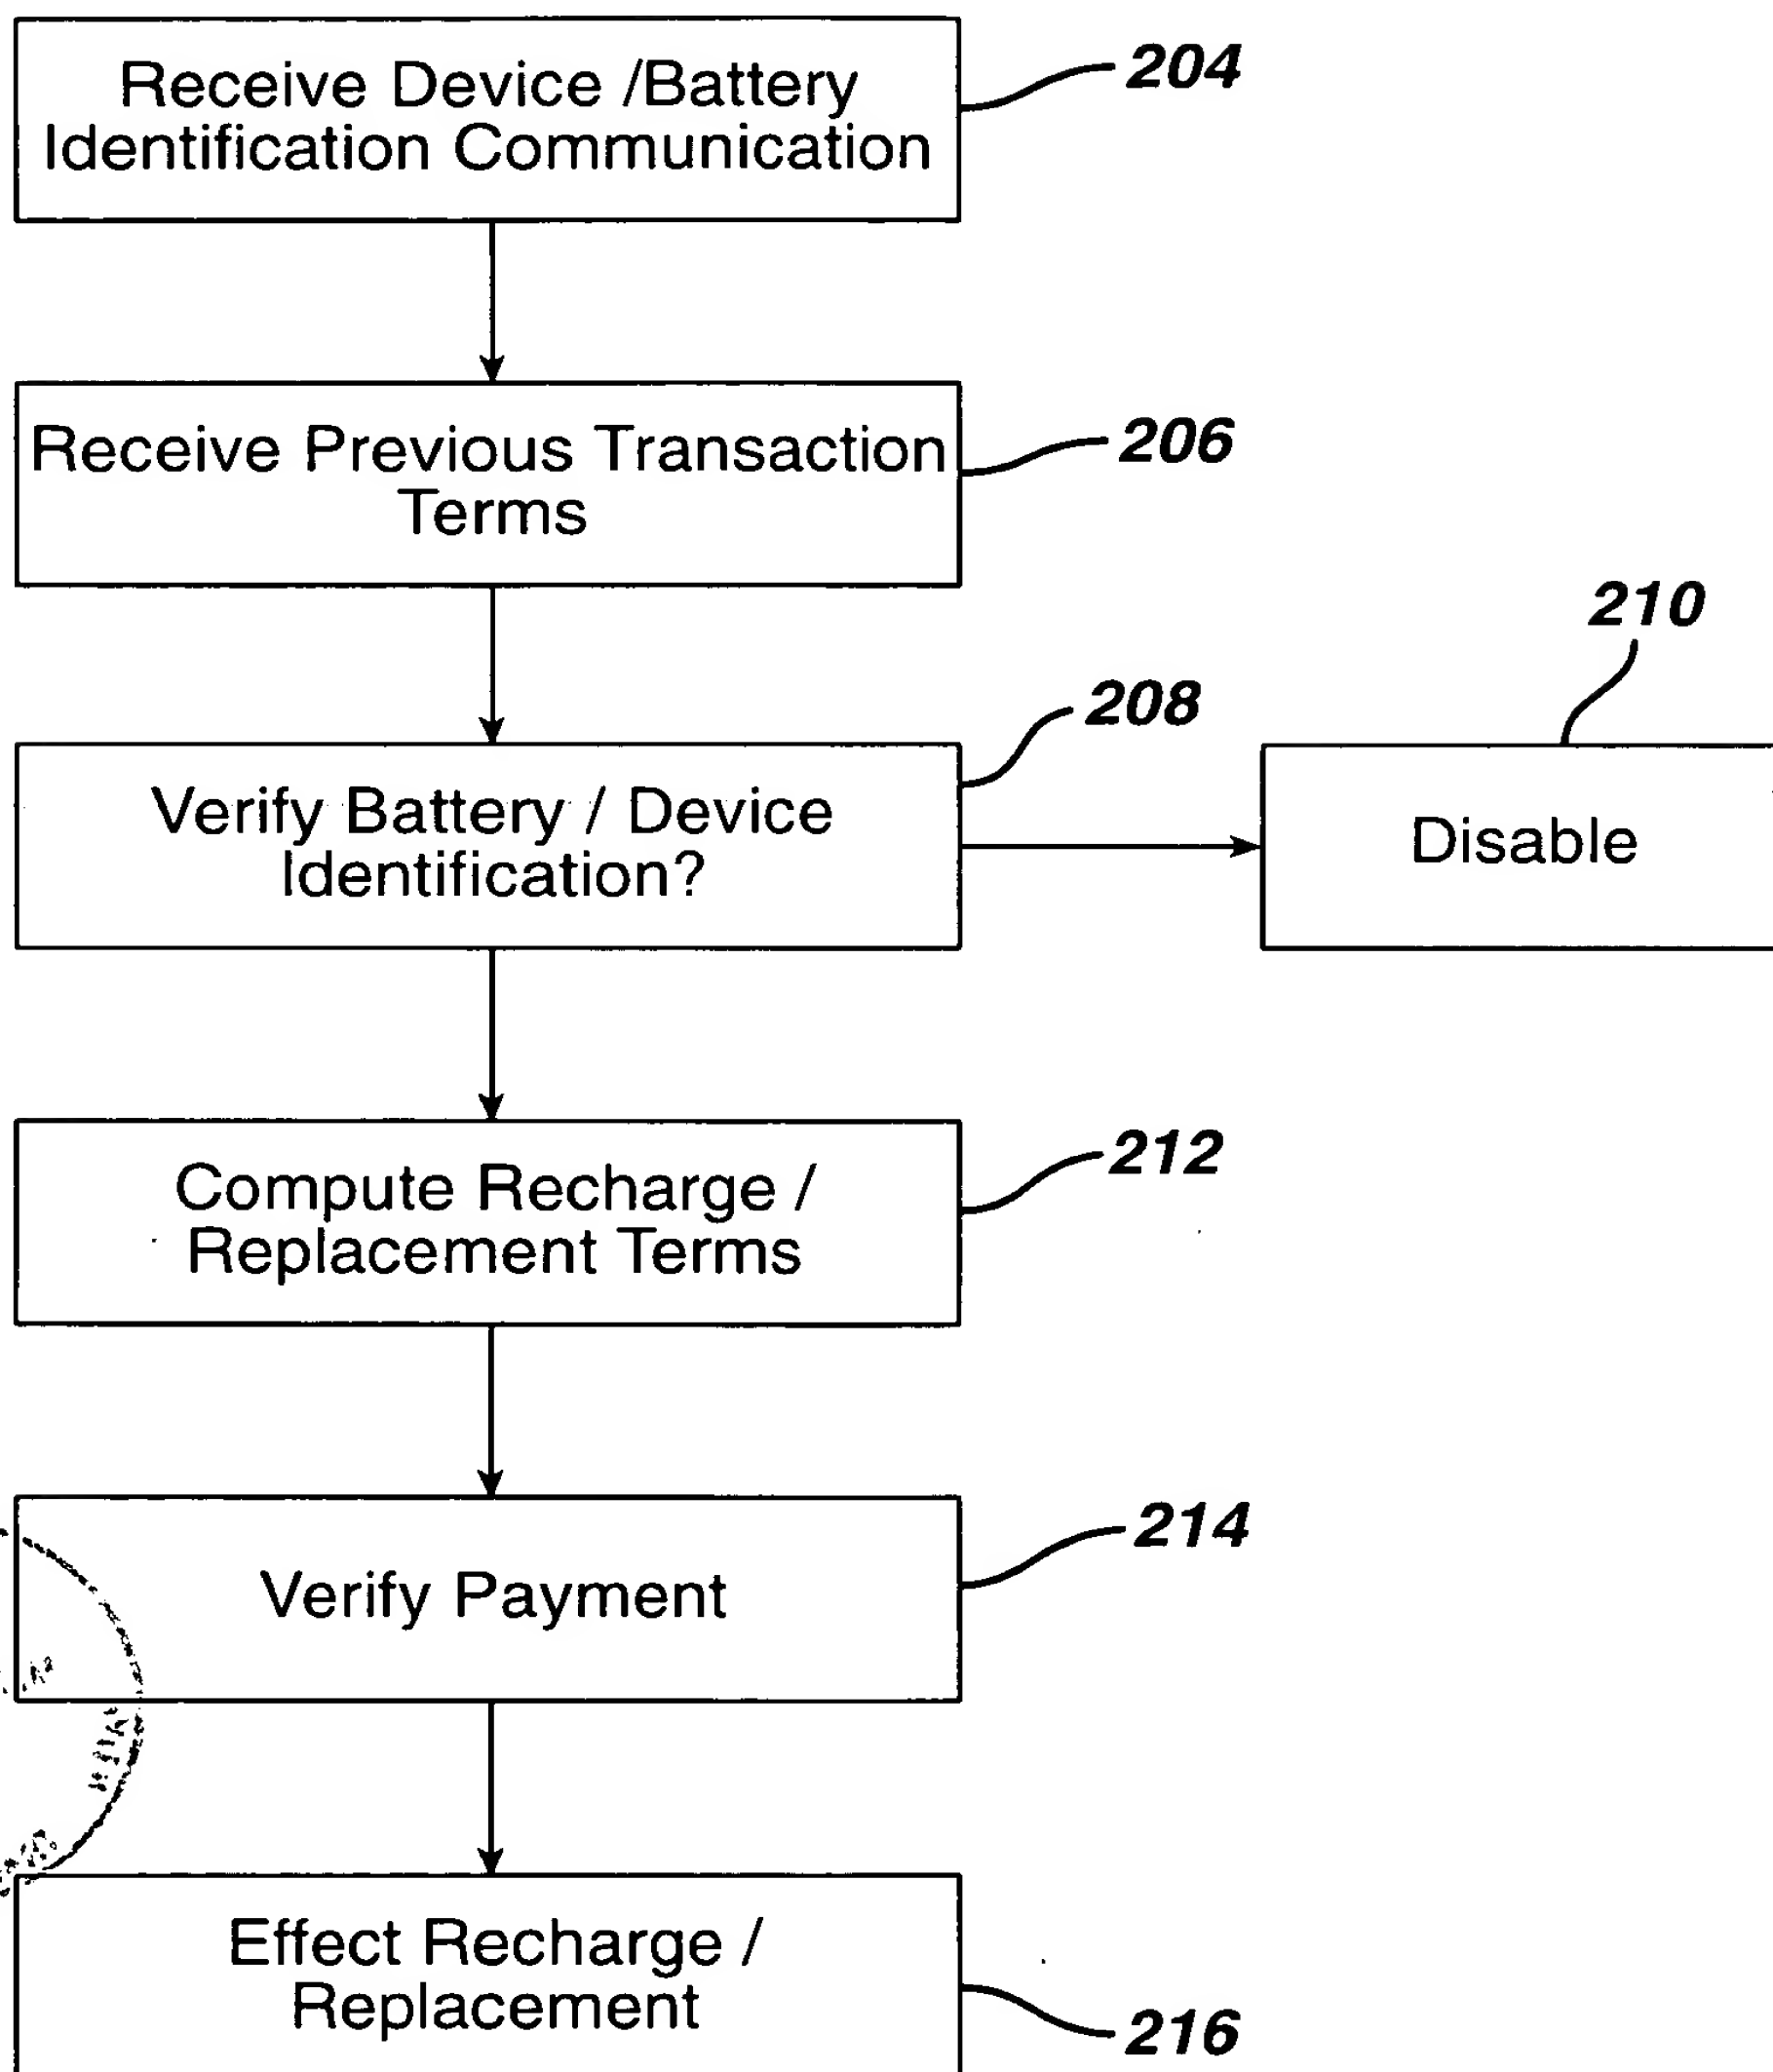 Receive Device /Battery
Identification Communication
204
Receive Previous Transaction
Terms
206
210
208
Verify Battery / Device
Identification?
Disable
Compute Recharge /
Replacement Terms
212
Verify Payment
214
Effect Recharge /
Replacement
216